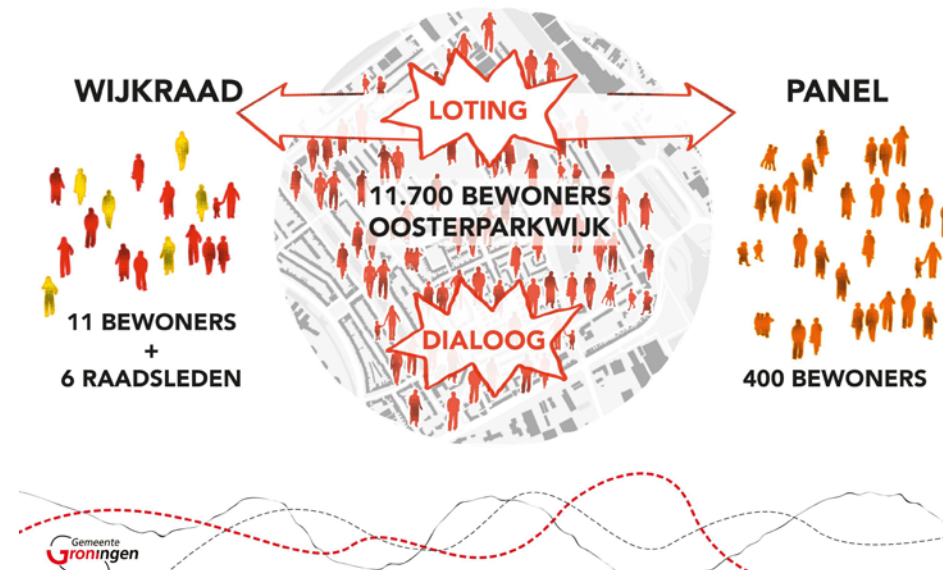 WIJKRAAD
11 BEWONERS
+
6 RAADSLEDEN
LOTING
11.700 BEWONERS
OOSTERPARKWIJK
DIALOOG
PANEL
400 BEWONERS
Gemeente
Groningen